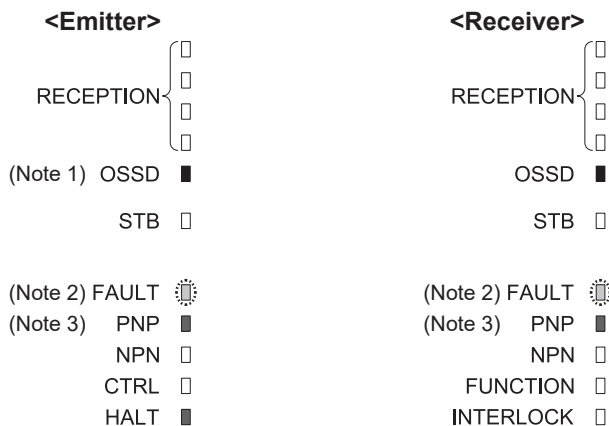 <Emitter>
RECEPTION
(Note 1) OSSD
STB
(Note 2) FAULT
(Note 3) PNP
NPN
CTRL
HALT
<Receiver>
RECEPTION
OSSD
STB
(Note 2) FAULT
(Note 3) PNP
NPN
FUNCTION
INTERLOCK